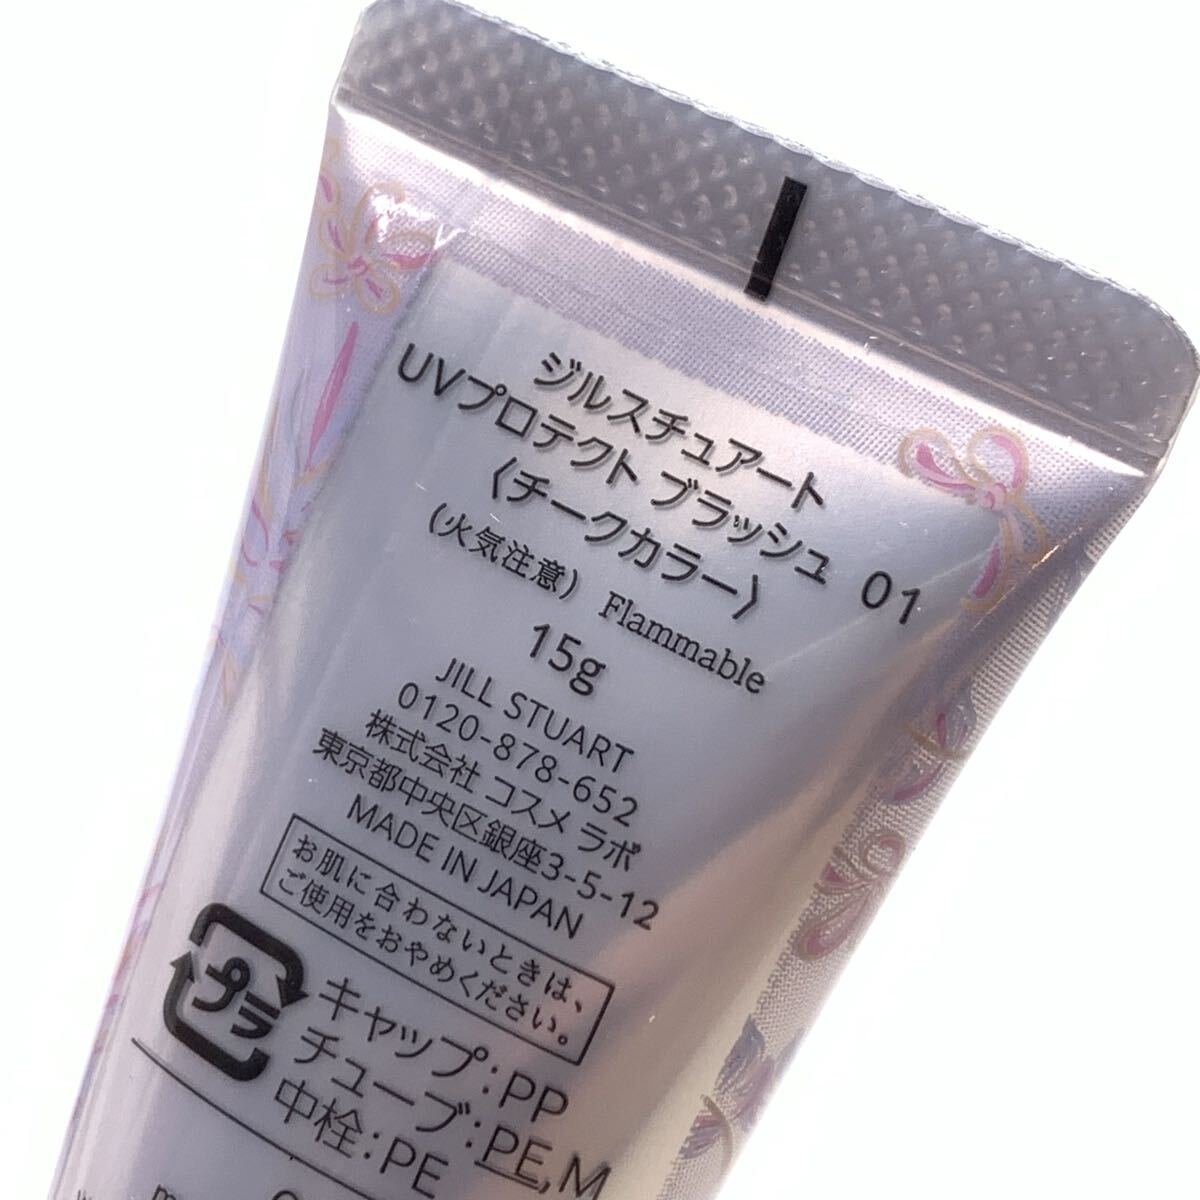 ジルスチュアート
UVプロテクト ブラッシュ 01
〈チークカラー〉
(火気注意) Flammable
15g
JILL STUART
0120-878-652
株式会社 コスメ ラボ
東京都中央区銀座3-5-12
MADE IN JAPAN
お肌に合わないときは、
ご使用をおやめください。
プラ
キャップ:PP
チューブ:PE,M
中栓:PE